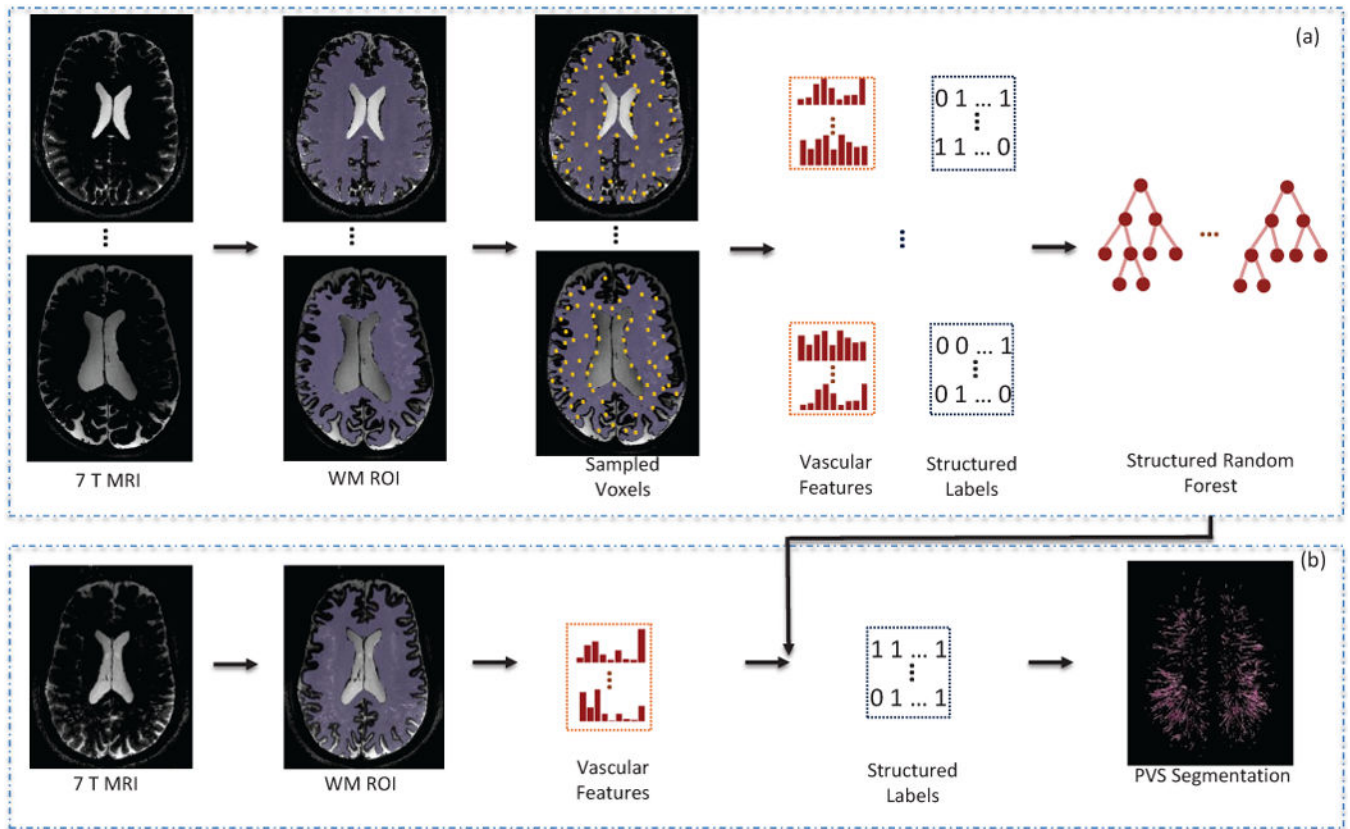 (a)
0 1 ... 1
1 1 ... 0
0 0 ... 1
0 1 ... 0
7 T MRI
WM ROI
Sampled
Voxels
Vascular
Features
Structured
Labels
Structured Random
Forest
(b)
1 1 ... 1
0 1 ... 1
7 T MRI
WM ROI
Vascular
Features
Structured
Labels
PVS Segmentation